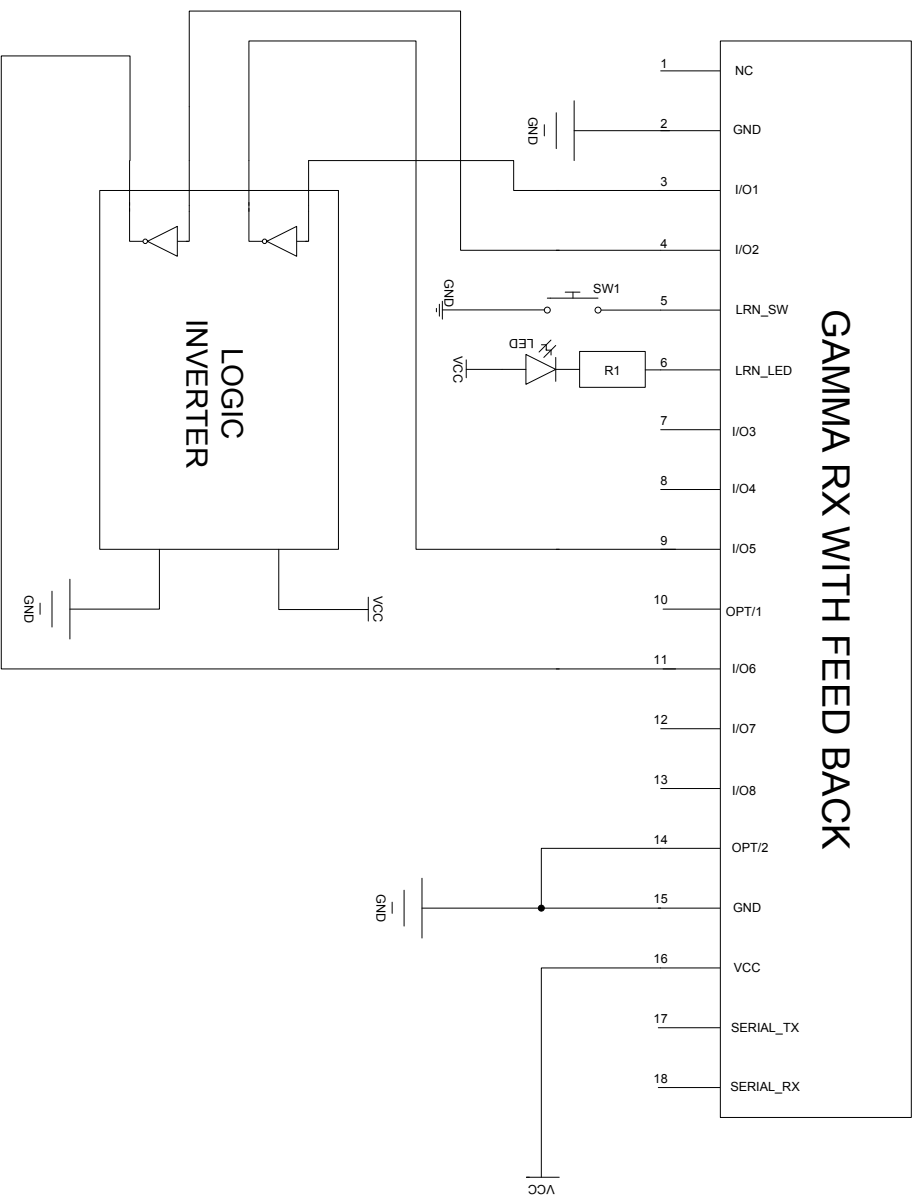 GAMMA RX WITH FEED BACK
1 NC
2 GND
GND
3 I/O1
4 I/O2
GND
SW1
5 LRN_SW
VCC
LED
R1
6 LRN_LED
7 I/O3
8 I/O4
9 I/O5
10 OPT/1
11 I/O6
12 I/O7
13 I/O8
14 OPT/2
GND
15 GND
16 VCC
17 SERIAL_TX
18 SERIAL_RX
VCC
LOGIC
INVERTER
GND
VCC